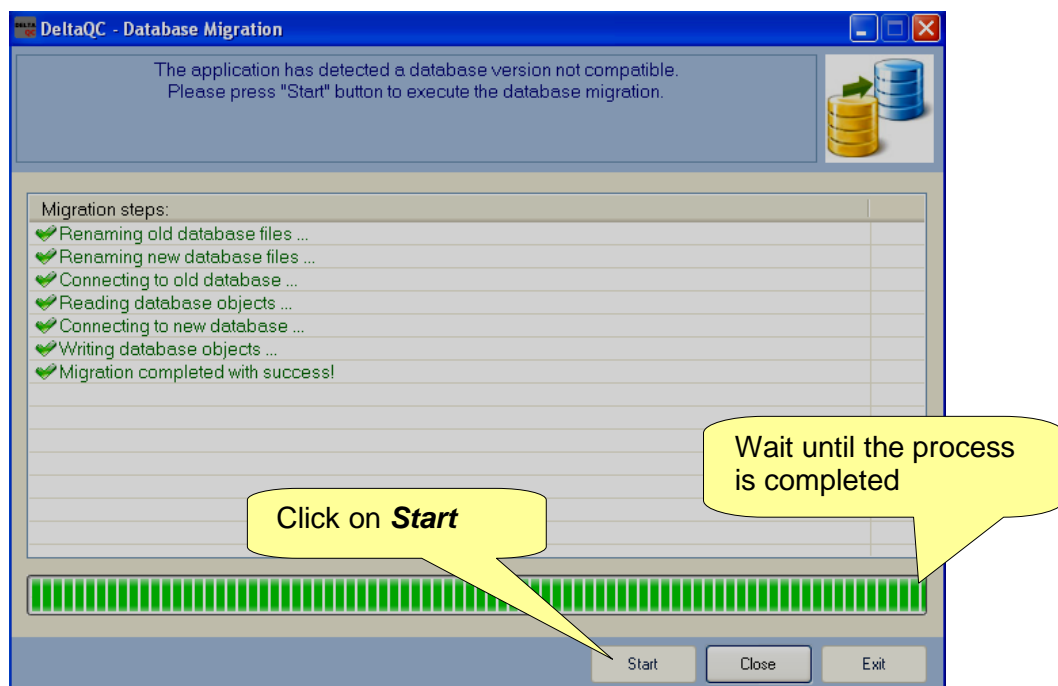 DELTA QC DeltaQC - Database Migration
The application has detected a database version not compatible.
Please press "Start" button to execute the database migration.
Migration steps:
Renaming old database files ...
Renaming new database files ...
Connecting to old database ...
Reading database objects ...
Connecting to new database ...
Writing database objects ...
Migration completed with success!
Wait until the process
is completed
Click on Start
Start Close Exit